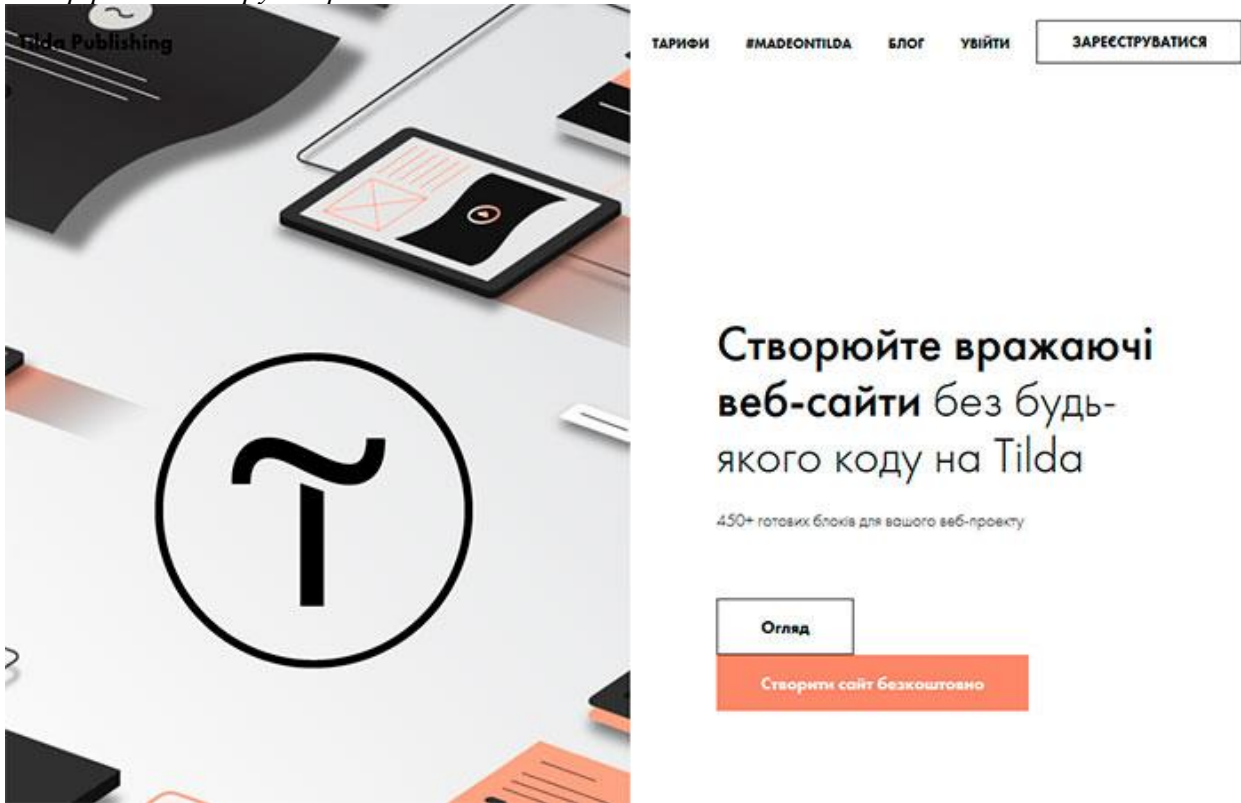 Tilda Publishing
ТАРИФИ #MADEONTILDA БЛОГ УВІЙТИ ЗАРЕЄСТРУВАТИСЯ
Створюйте вражаючі
веб-сайти без будь-
якого коду на Tilda
450+ готових блоків для вашого веб-проекту
Огляд
Створити сайт безкоштовно